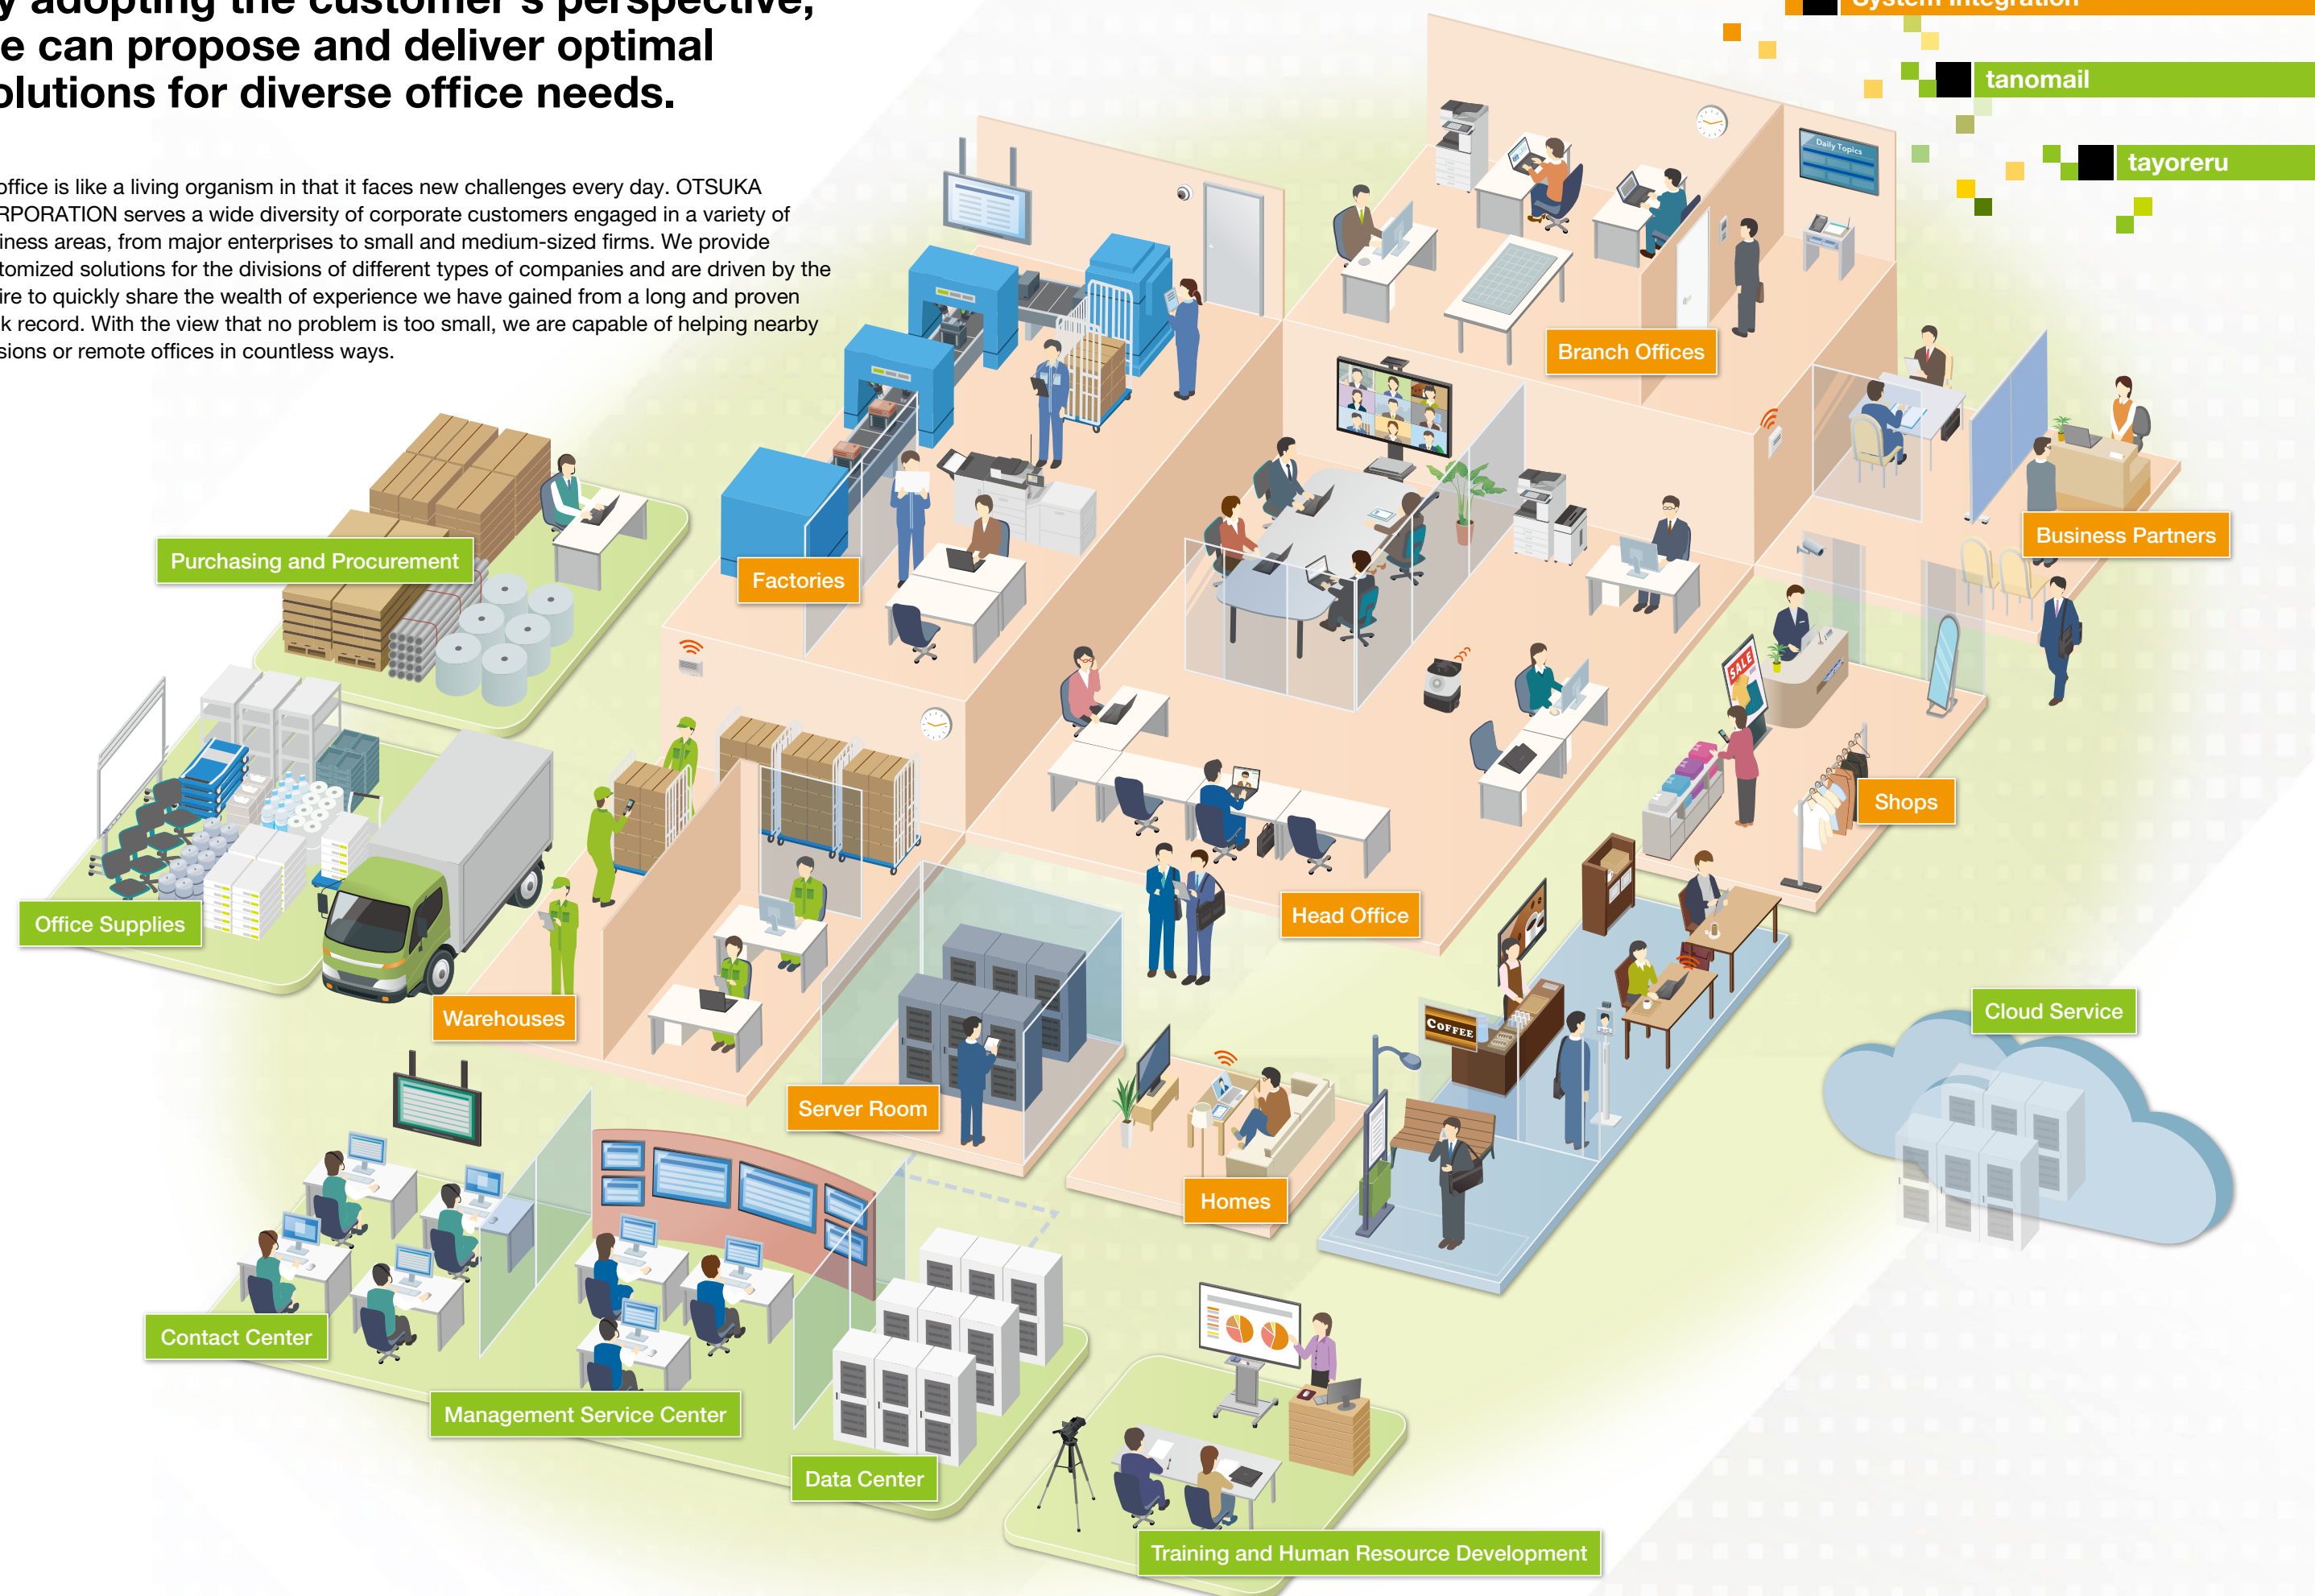 y adopting the customer's perspective,
e can propose and deliver optimal
olutions for diverse office needs.
office is like a living organism in that it faces new challenges every day. OTSUKA
RPORATION serves a wide diversity of corporate customers engaged in a variety of
iness areas, from major enterprises to small and medium-sized firms. We provide
tomized solutions for the divisions of different types of companies and are driven by the
ire to quickly share the wealth of experience we have gained from a long and proven
k record. With the view that no problem is too small, we are capable of helping nearby
sions or remote offices in countless ways.
System Integration
tanomail
tayoreru
Daily Topics
Branch Offices
Business Partners
Purchasing and Procurement
Factories
SALE
Shops
Office Supplies
Head Office
Warehouses
Cloud Service
COFFEE
Server Room
Homes
Contact Center
Management Service Center
Data Center
Training and Human Resource Development